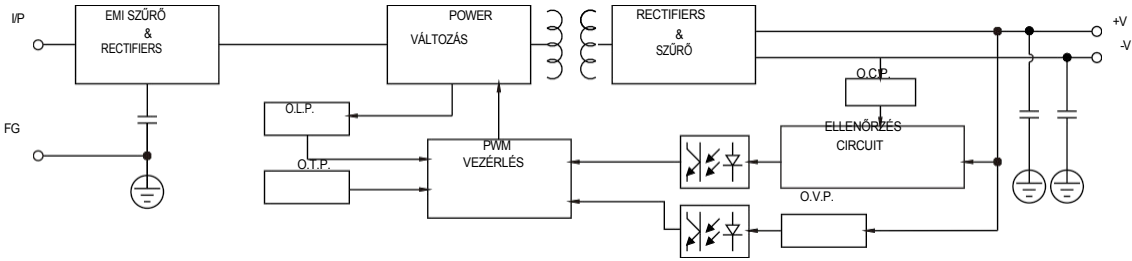 I/P
EMI SZŰRŐ
&
RECTIFIERS
POWER
VÁLTOZÁS
RECTIFIERS
&
SZŰRŐ
+V
-V
O.C.P.
O.L.P.
FG
ELLENŐRZÉS
CIRCUIT
PWM
VEZÉRLÉS
O.T.P.
O.V.P.